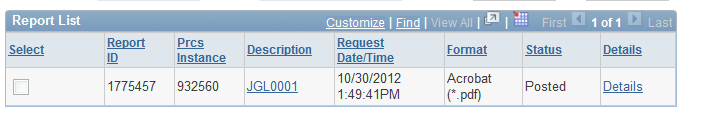 Report List Customize | Find | View All | First 1 of 1 Last
Select Report ID Prcs Instance Description Request Date/Time Format Status Details
1775457 932560 JGL0001 10/30/2012 1:49:41PM Acrobat (*.pdf) Posted Details